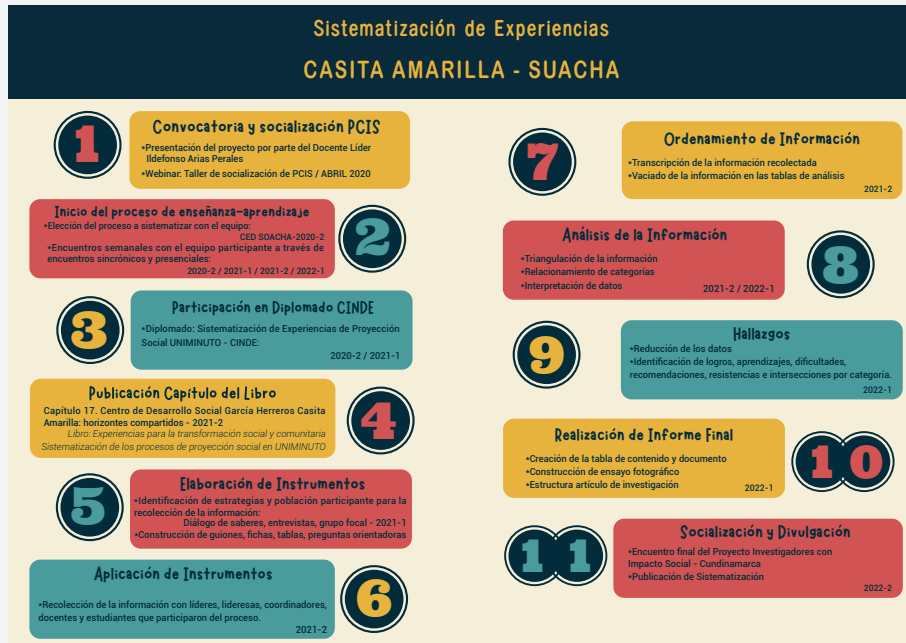 Sistematización de Experiencias
CASITA AMARILLA - SUACHA
1
Convocatoria y socialización PCIS
•Presentación del proyecto por parte del Docente Líder
Ildefonso Arias Perales
•Webinar: Taller de socialización de PCIS / ABRIL 2020
Inicio del proceso de enseñanza-aprendizaje
•Elección del proceso a sistematizar con el equipo:
CED SOACHA-2020-2
•Encuentros semanales con el equipo participante a través de
encuentros sincrónicos y presenciales:
2020-2 / 2021-1 / 2021-2 / 2022-1
2
3
Participación en Diplomado CINDE
•Diplomado: Sistematización de Experiencias de Proyección
Social UNIMINUTO - CINDE:
2020-2 / 2021-1
Publicación Capítulo del Libro
Capítulo 17. Centro de Desarrollo Social García Herreros Casita
Amarilla: horizontes compartidos - 2021-2
Libro: Experiencias para la transformación social y comunitaria
Sistematización de los procesos de proyección social en UNIMINUTO
4
5
Elaboración de Instrumentos
•Identificación de estrategias y población participante para la
recolección de la información:
Diálogo de saberes, entrevistas, grupo focal - 2021-1
•Construcción de guiones, fichas, tablas, preguntas orientadoras
Aplicación de Instrumentos
•Recolección de la información con líderes, lideresas, coordinadores,
docentes y estudiantes que participaron del proceso.
2021-2
6
7
Ordenamiento de Información
•Transcripción de la información recolectada
•Vaciado de la información en las tablas de análisis
2021-2
Análisis de la Información
•Triangulación de la información
•Relacionamiento de categorías
•Interpretación de datos
2021-2 / 2022-1
8
9
Hallazgos
•Reducción de los datos
•Identificación de logros, aprendizajes, dificultades,
recomendaciones, resistencias e intersecciones por categoría.
2022-1
Realización de Informe Final
•Creación de la tabla de contenido y documento
•Construcción de ensayo fotográfico
•Estructura artículo de investigación
2022-1
10
11
Socialización y Divulgación
•Encuentro final del Proyecto Investigadores con
Impacto Social - Cundinamarca
•Publicación de Sistematización
2022-2